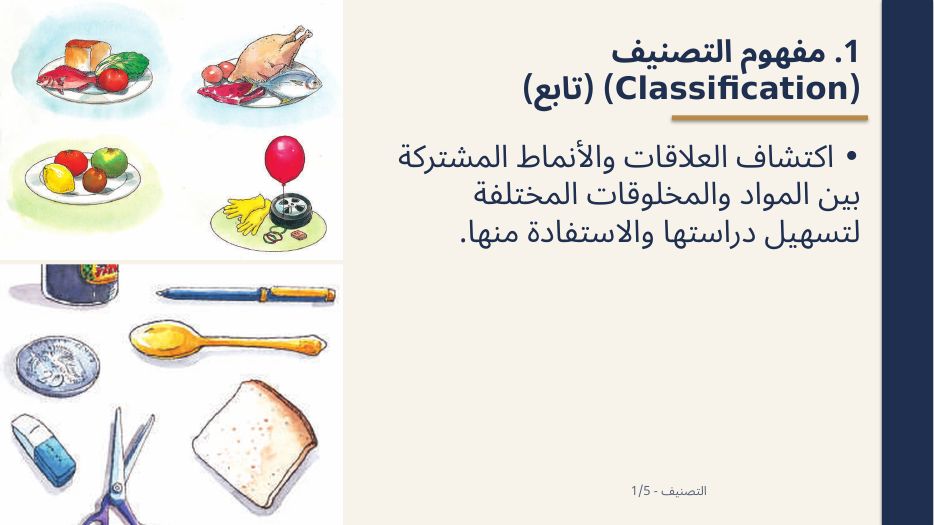 1. مفهوم التصنيف
(Classification) (تابع)
• اكتشاف العلاقات والأنماط المشتركة
بين المواد والمخلوقات المختلفة
لتسهيل دراستها والاستفادة منها.
التصنيف - 1/5